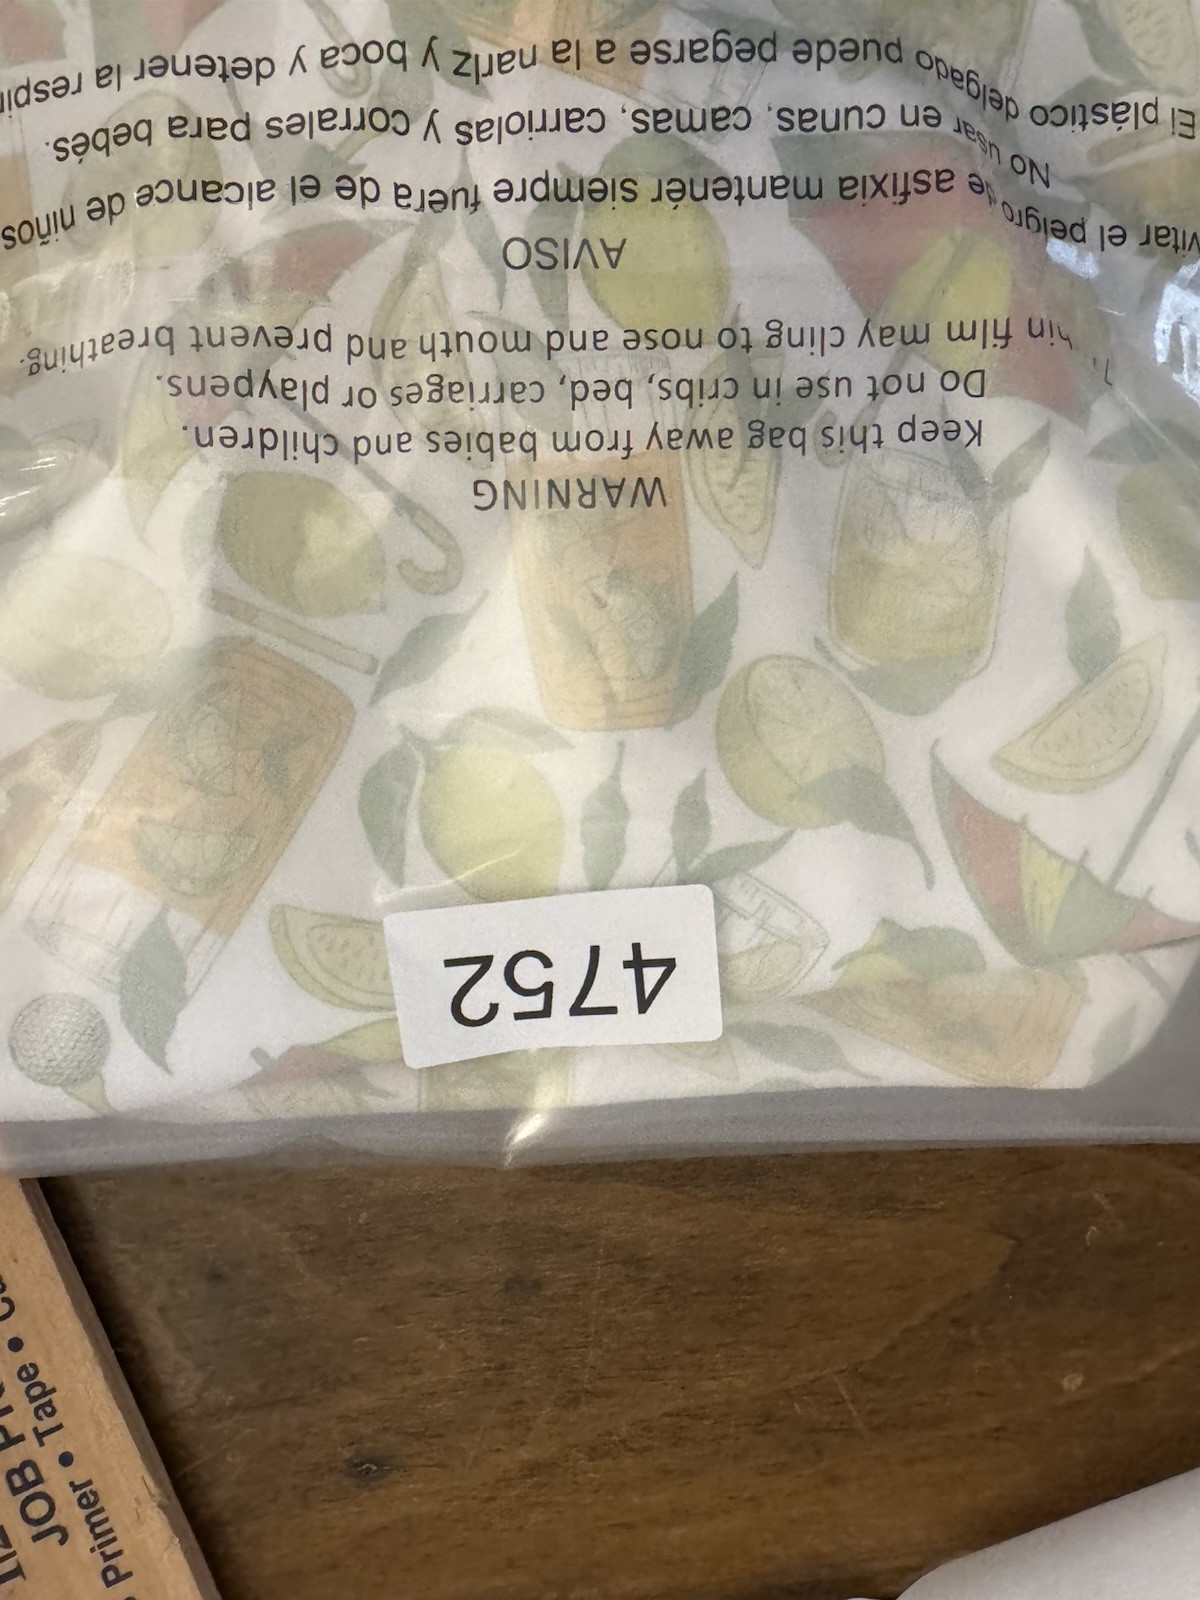 4752
WARNING
Keep this bag away from babies and children.
Do not use in cribs, bed, carriages or playpens.
film may cling to nose and mouth and prevent breathing.
AVISO
el pelgro de asfixia mantenér siempre fuera de el alcance de niños
No usar en cunas, camas, carriolas y corrales para bebés.
El plástico delgado puede pegarse a la naríz y boca y detener la
JOB
Primer • Tape •